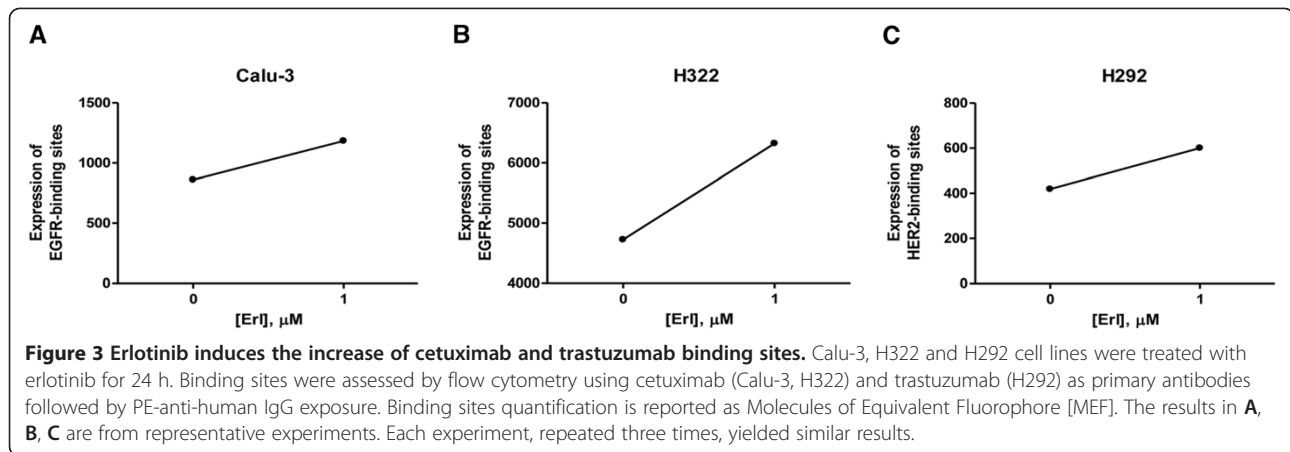 A
B
C
Calu-3
H322
H292
Expression of
EGFR-binding sites
1500
1000
500
0
0
1
[Erl], µM
Expression of
EGFR-binding sites
7000
6000
5000
4000
0
1
[Erl], µM
Expression of
HER2-binding sites
800
600
400
200
0
0
1
[Erl], µM
Figure 3 Erlotinib induces the increase of cetuximab and trastuzumab binding sites. Calu-3, H322 and H292 cell lines were treated with
erlotinib for 24 h. Binding sites were assessed by flow cytometry using cetuximab (Calu-3, H322) and trastuzumab (H292) as primary antibodies
followed by PE-anti-human IgG exposure. Binding sites quantification is reported as Molecules of Equivalent Fluorophore [MEF]. The results in A,
B, C are from representative experiments. Each experiment, repeated three times, yielded similar results.